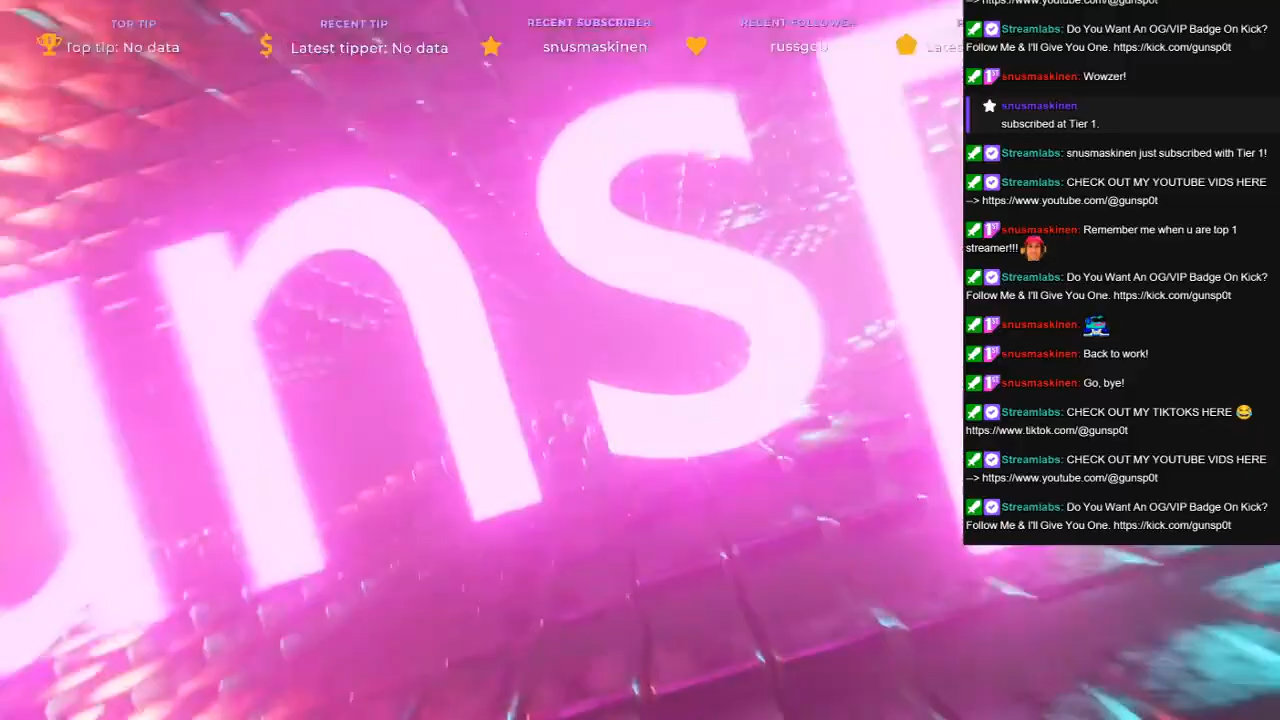 TOP TIP
Top tip: No data
RECENT TIP
Latest tipper: No data
RECENT SUBSCRIBER
snusmaskinen
RECENT FOLLOWER
unsp
--> https://www.youtube.com/@gunsp0t
Streamlabs: Do You Want An OG/VIP Badge On Kick?
Follow Me & I'll Give You One. https://kick.com/gunsp0t
snusmaskinen: Wowzer!
snusmaskinen
subscribed at Tier 1.
Streamlabs: snusmaskinen just subscribed with Tier 1!
Streamlabs: CHECK OUT MY YOUTUBE VIDS HERE
--> https://www.youtube.com/@gunsp0t
snusmaskinen: Remember me when u are top 1
streamer!!!
Streamlabs: Do You Want An OG/VIP Badge On Kick?
Follow Me & I'll Give You One. https://kick.com/gunsp0t
snusmaskinen:
snusmaskinen: Back to work!
snusmaskinen: Go, bye!
Streamlabs: CHECK OUT MY TIKTOKS HERE 😂
https://www.tiktok.com/@gunsp0t
Streamlabs: CHECK OUT MY YOUTUBE VIDS HERE
--> https://www.youtube.com/@gunsp0t
Streamlabs: Do You Want An OG/VIP Badge On Kick?
Follow Me & I'll Give You One. https://kick.com/gunsp0t